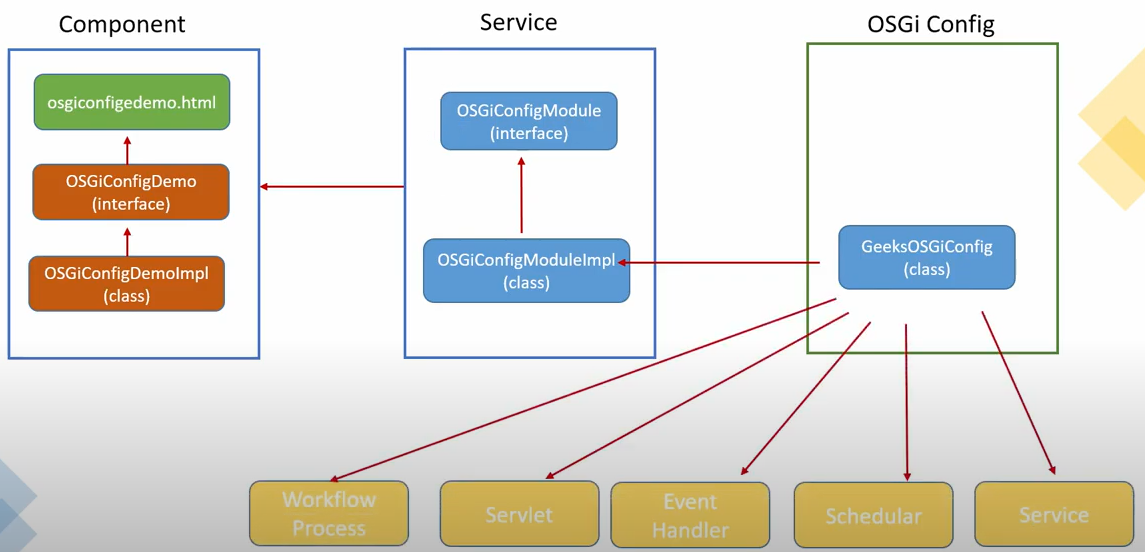 Component
Service
OSGi Config
osgiconfigedemo.html
OSGiConfigDemo
(interface)
OSGiConfigDemoImpl
(class)
OSGiConfigModule
(interface)
OSGiConfigModuleImpl
(class)
GeeksOSGiConfig
(class)
Workflow
Process
Servlet
Event
Handler
Schedular
Service